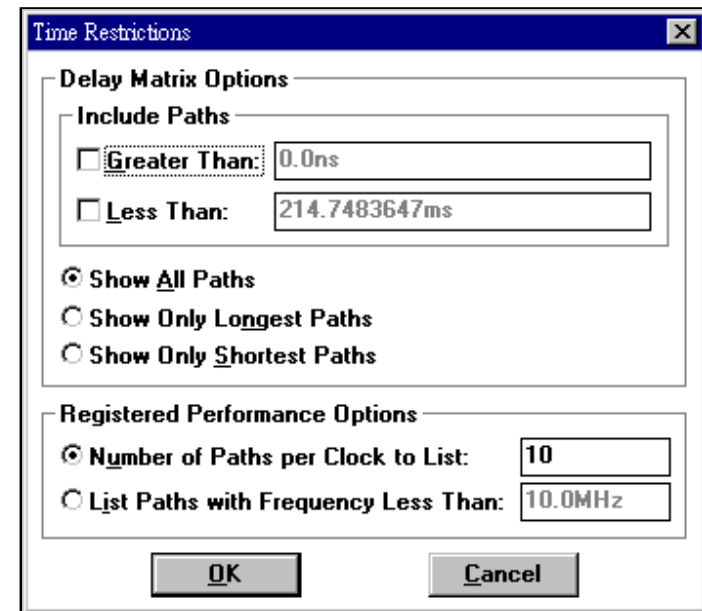 Time Restrictions
Delay Matrix Options
Include Paths
Greater Than: 0.0ns
Less Than: 214.7483647ms
Show All Paths
Show Only Longest Paths
Show Only Shortest Paths
Registered Performance Options
Number of Paths per Clock to List: 10
List Paths with Frequency Less Than: 10.0MHz
OK Cancel